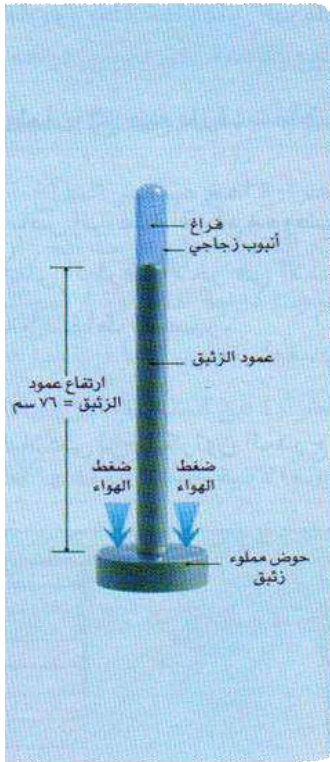 فراغ
أنبوب زجاجي
عمود الزئبق
ارتفاع عمود
الزئبق = ٧٦ سم
ضغط
الهواء
ضغط
الهواء
حوض مملوء
زئبق